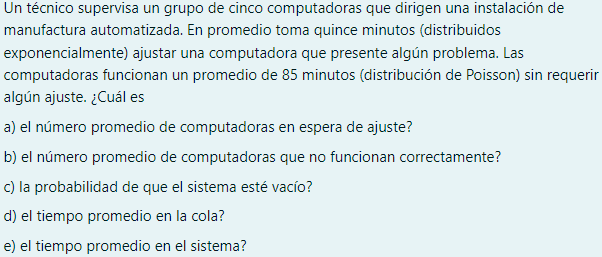 Un técnico supervisa un grupo de cinco computadoras que dirigen una instalación de
manufactura automatizada. En promedio toma quince minutos (distribuidos
exponencialmente) ajustar una computadora que presente algún problema. Las
computadoras funcionan un promedio de 85 minutos (distribución de Poisson) sin requerir
algún ajuste. ¿Cuál es
a) el número promedio de computadoras en espera de ajuste?
b) el número promedio de computadoras que no funcionan correctamente?
c) la probabilidad de que el sistema esté vacío?
d) el tiempo promedio en la cola?
e) el tiempo promedio en el sistema?